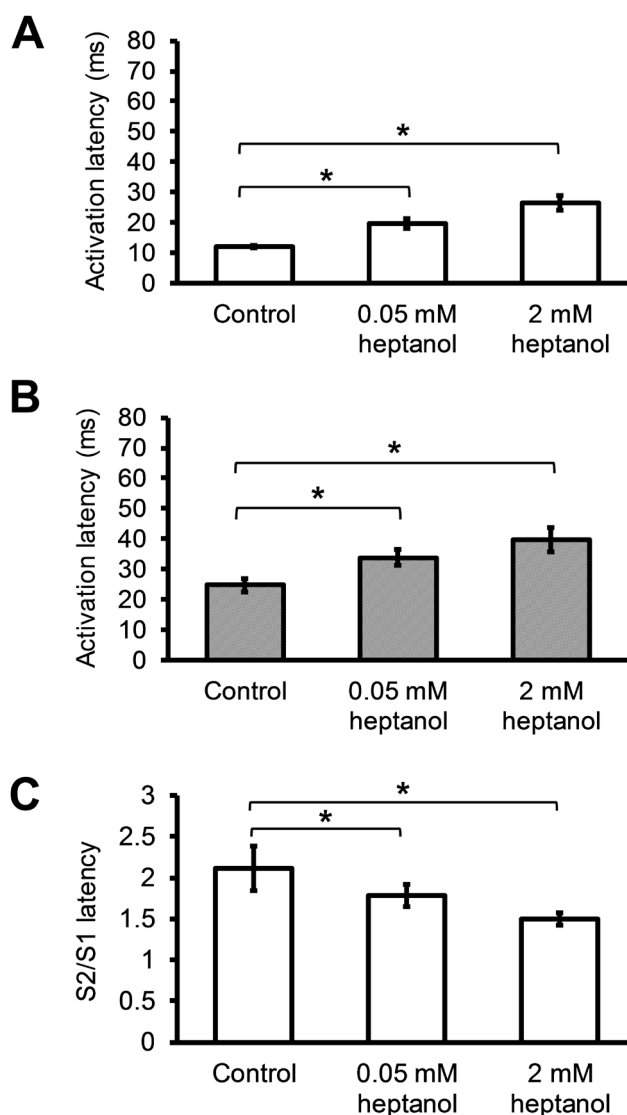 A
Activation latency (ms)
80
70
60
50
40
30
20
10
0
*
*
Control
0.05 mM
heptanol
2 mM
heptanol
B
Activation latency (ms)
80
70
60
50
40
30
20
10
0
*
*
Control
0.05 mM
heptanol
2 mM
heptanol
C
S2/S1 latency
3
2.5
2
1.5
1
0.5
0
*
*
Control
0.05 mM
heptanol
2 mM
heptanol